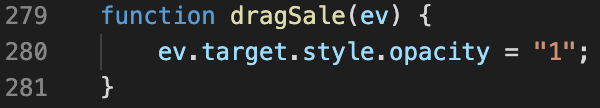 279 function dragSale(ev) {
280 ev.target.style.opacity = "1";
281 }